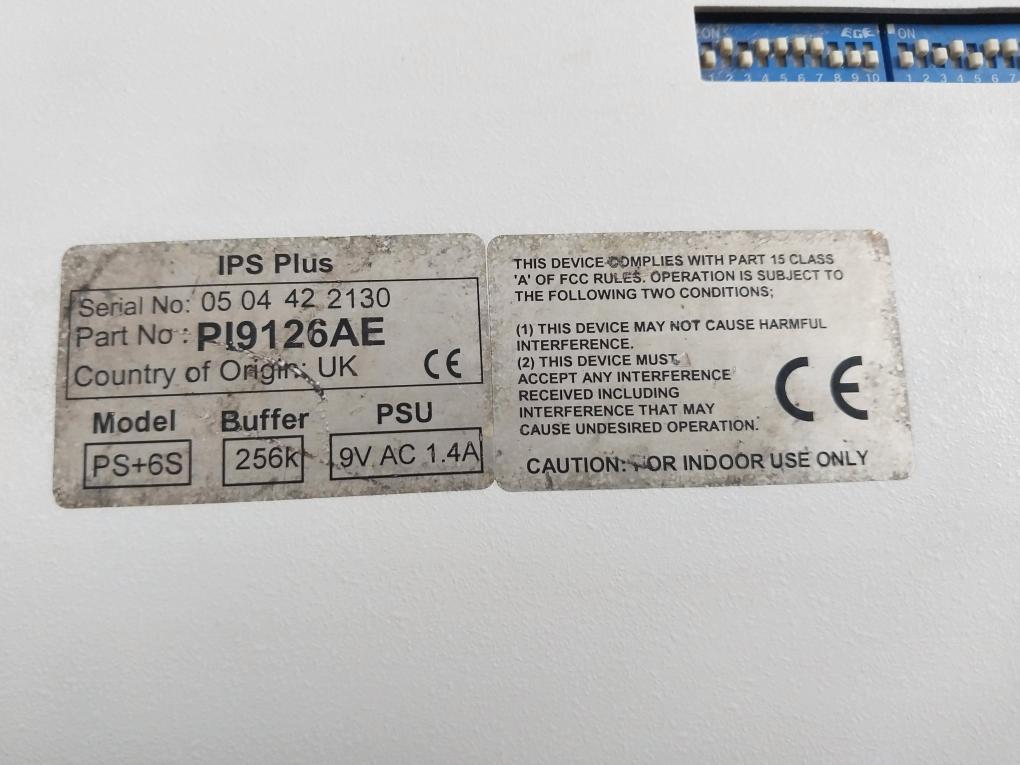 ON EGE ON
1 2 3 4 5 6 7 8 9 10 1 2 3 4 5 6 7
IPS Plus
Serial No: 05 04 42 2130
Part No : PI9126AE
Country of Origin: UK CE
Model Buffer PSU
PS+6S 256k 9V AC 1.4A
THIS DEVICE COMPLIES WITH PART 15 CLASS
'A' OF FCC RULES. OPERATION IS SUBJECT TO
THE FOLLOWING TWO CONDITIONS;
(1) THIS DEVICE MAY NOT CAUSE HARMFUL
INTERFERENCE.
(2) THIS DEVICE MUST
ACCEPT ANY INTERFERENCE
RECEIVED INCLUDING
INTERFERENCE THAT MAY
CAUSE UNDESIRED OPERATION.
CE
CAUTION: FOR INDOOR USE ONLY